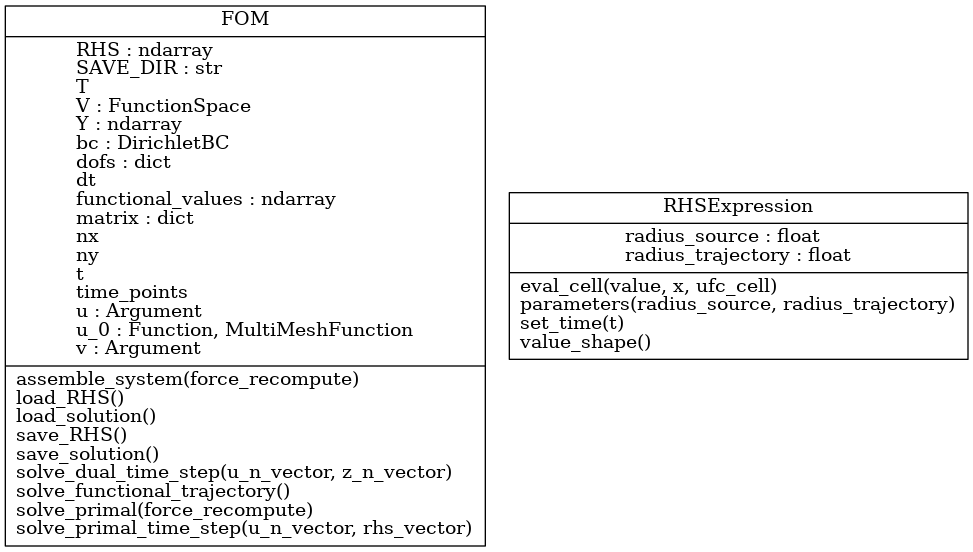 FOM
RHS : ndarray
SAVE_DIR : str
T
V : FunctionSpace
Y : ndarray
bc : DirichletBC
dofs : dict
dt
functional_values : ndarray
matrix : dict
nx
ny
t
time_points
u : Argument
u_0 : Function, MultiMeshFunction
v : Argument
assemble_system(force_recompute)
load_RHS()
load_solution()
save_RHS()
save_solution()
solve_dual_time_step(u_n_vector, z_n_vector)
solve_functional_trajectory()
solve_primal(force_recompute)
solve_primal_time_step(u_n_vector, rhs_vector)
RHSExpression
radius_source : float
radius_trajectory : float
eval_cell(value, x, ufc_cell)
parameters(radius_source, radius_trajectory)
set_time(t)
value_shape()